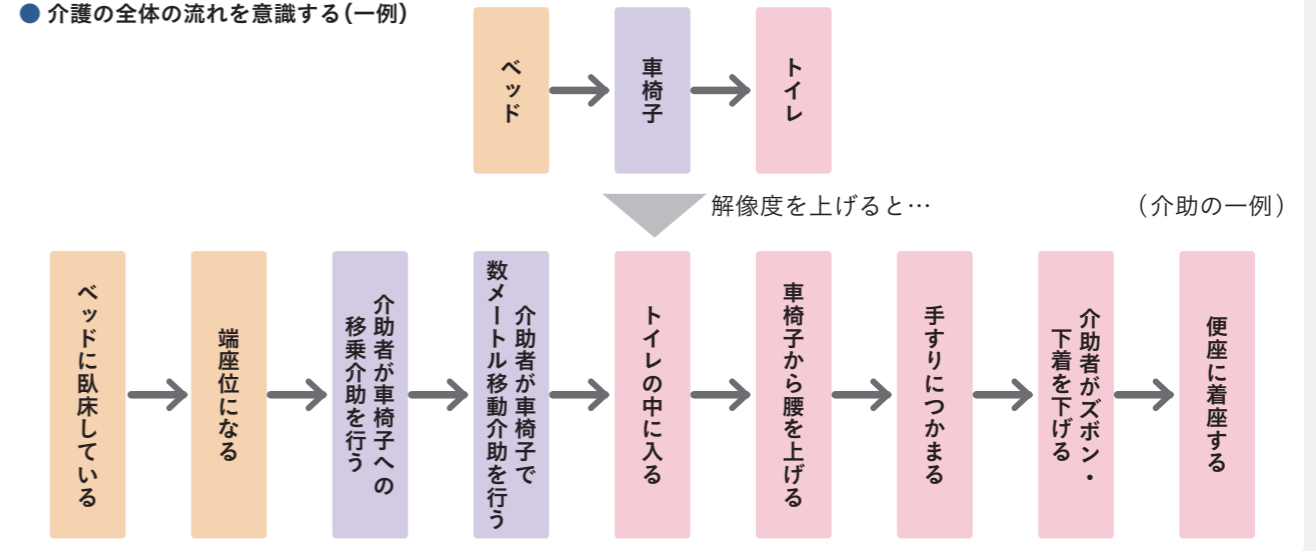 ● 介護の全体の流れを意識する（一例）
ベッド
車椅子
トイレ
解像度を上げると…
（介助の一例）
ベッドに臥床している
端座位になる
介助者が車椅子への
移乗介助を行う
介助者が車椅子で
数メートル移動介助を行う
トイレの中に入る
車椅子から腰を上げる
手すりにつかまる
介助者がズボン・
下着を下げる
便座に着座する